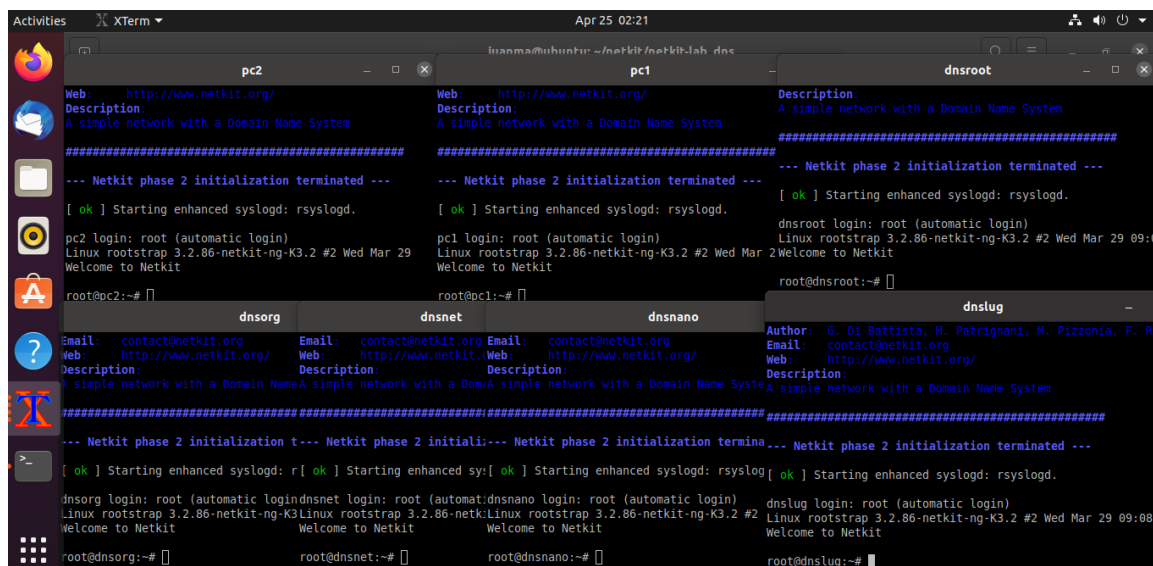 Activities XTerm Apr 25 02:21
juanma@ubuntu: ~/netkit/netkit-lab_dns
pc2
Web: http://www.netkit.org/
Description:
A simple network with a Domain Name System
#################################################
--- Netkit phase 2 initialization terminated ---
[ ok ] Starting enhanced syslogd: rsyslogd.
pc2 login: root (automatic login)
Linux rootstrap 3.2.86-netkit-ng-K3.2 #2 Wed Mar 29
Welcome to Netkit
root@pc2:~#
pc1
Web: http://www.netkit.org/
Description:
A simple network with a Domain Name System
#################################################
--- Netkit phase 2 initialization terminated ---
[ ok ] Starting enhanced syslogd: rsyslogd.
pc1 login: root (automatic login)
Linux rootstrap 3.2.86-netkit-ng-K3.2 #2 Wed Mar 2
Welcome to Netkit
root@pc1:~#
dnsroot
Description:
A simple network with a Domain Name System
#################################################
--- Netkit phase 2 initialization terminated ---
[ ok ] Starting enhanced syslogd: rsyslogd.
dnsroot login: root (automatic login)
Linux rootstrap 3.2.86-netkit-ng-K3.2 #2 Wed Mar 29 09:
Welcome to Netkit
root@dnsroot:~#
dnsorg
Email: contact@netkit.org
Web: http://www.netkit.org/
Description:
A simple network with a Domain Name
##################################
--- Netkit phase 2 initialization t
[ ok ] Starting enhanced syslogd: r
dnsorg login: root (automatic login
Linux rootstrap 3.2.86-netkit-ng-K3
Welcome to Netkit
root@dnsorg:~#
dnsnet
Email: contact@netkit.org
Web: http://www.netkit.
Description:
A simple network with a Dom
###########################
--- Netkit phase 2 initiali
[ ok ] Starting enhanced sys
dnsnet login: root (automat
Linux rootstrap 3.2.86-netk
Welcome to Netkit
root@dnsnet:~#
dnsnano
Email: contact@netkit.org
Web: http://www.netkit.org/
Description:
A simple network with a Domain Name Syste
########################################
--- Netkit phase 2 initialization termina
[ ok ] Starting enhanced syslogd: rsyslog
dnsnano login: root (automatic login)
Linux rootstrap 3.2.86-netkit-ng-K3.2 #2
Welcome to Netkit
root@dnsnano:~#
dnslug
Author: G. Di Battista, M. Patrignani, M. Pizzonia, F. R
Email: contact@netkit.org
Web: http://www.netkit.org/
Description:
A simple network with a Domain Name System
#################################################
--- Netkit phase 2 initialization terminated ---
[ ok ] Starting enhanced syslogd: rsyslogd.
dnslug login: root (automatic login)
Linux rootstrap 3.2.86-netkit-ng-K3.2 #2 Wed Mar 29 09:08
Welcome to Netkit
root@dnslug:~#